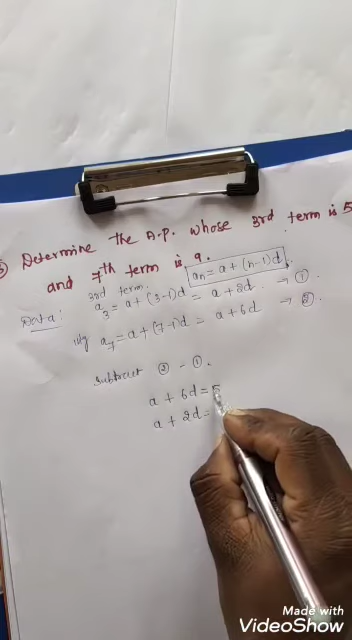 Determine the A.P. whose 3rd term is 5
and 7th term is 9.
an = a + (n-1)d.
3rd term.
Data: a3 = a + (3-1)d = a + 2d. → ①.
lly a7 = a + (7-1)d = a + 6d → ②.
subtract ② - ①.
a + 6d = 5
a + 2d =
Made with
VideoShow